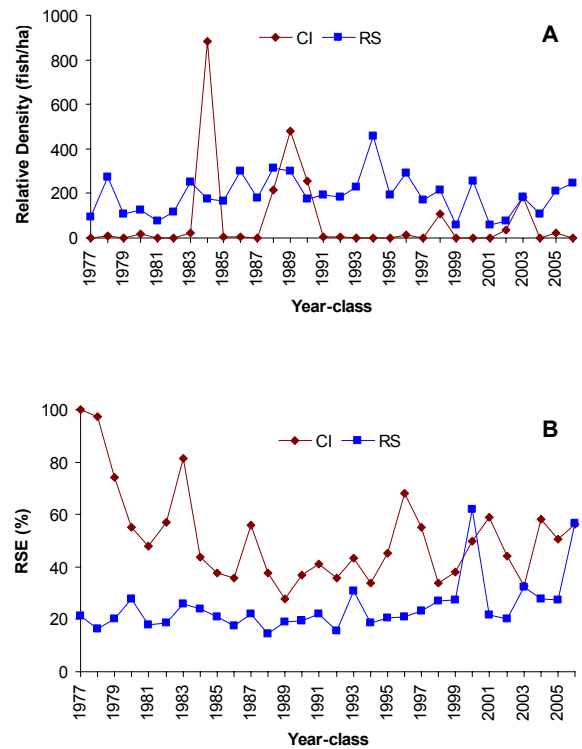 A
CI RS
Relative Density (fish/ha)
1000
800
600
400
200
0
1977 1979 1981 1983 1985 1987 1989 1991 1993 1995 1997 1999 2001 2003 2005
Year-class
B
CI RS
RSE (%)
100
80
60
40
20
0
1977 1979 1981 1983 1985 1987 1989 1991 1993 1995 1997 1999 2001 2003 2005
Year-class